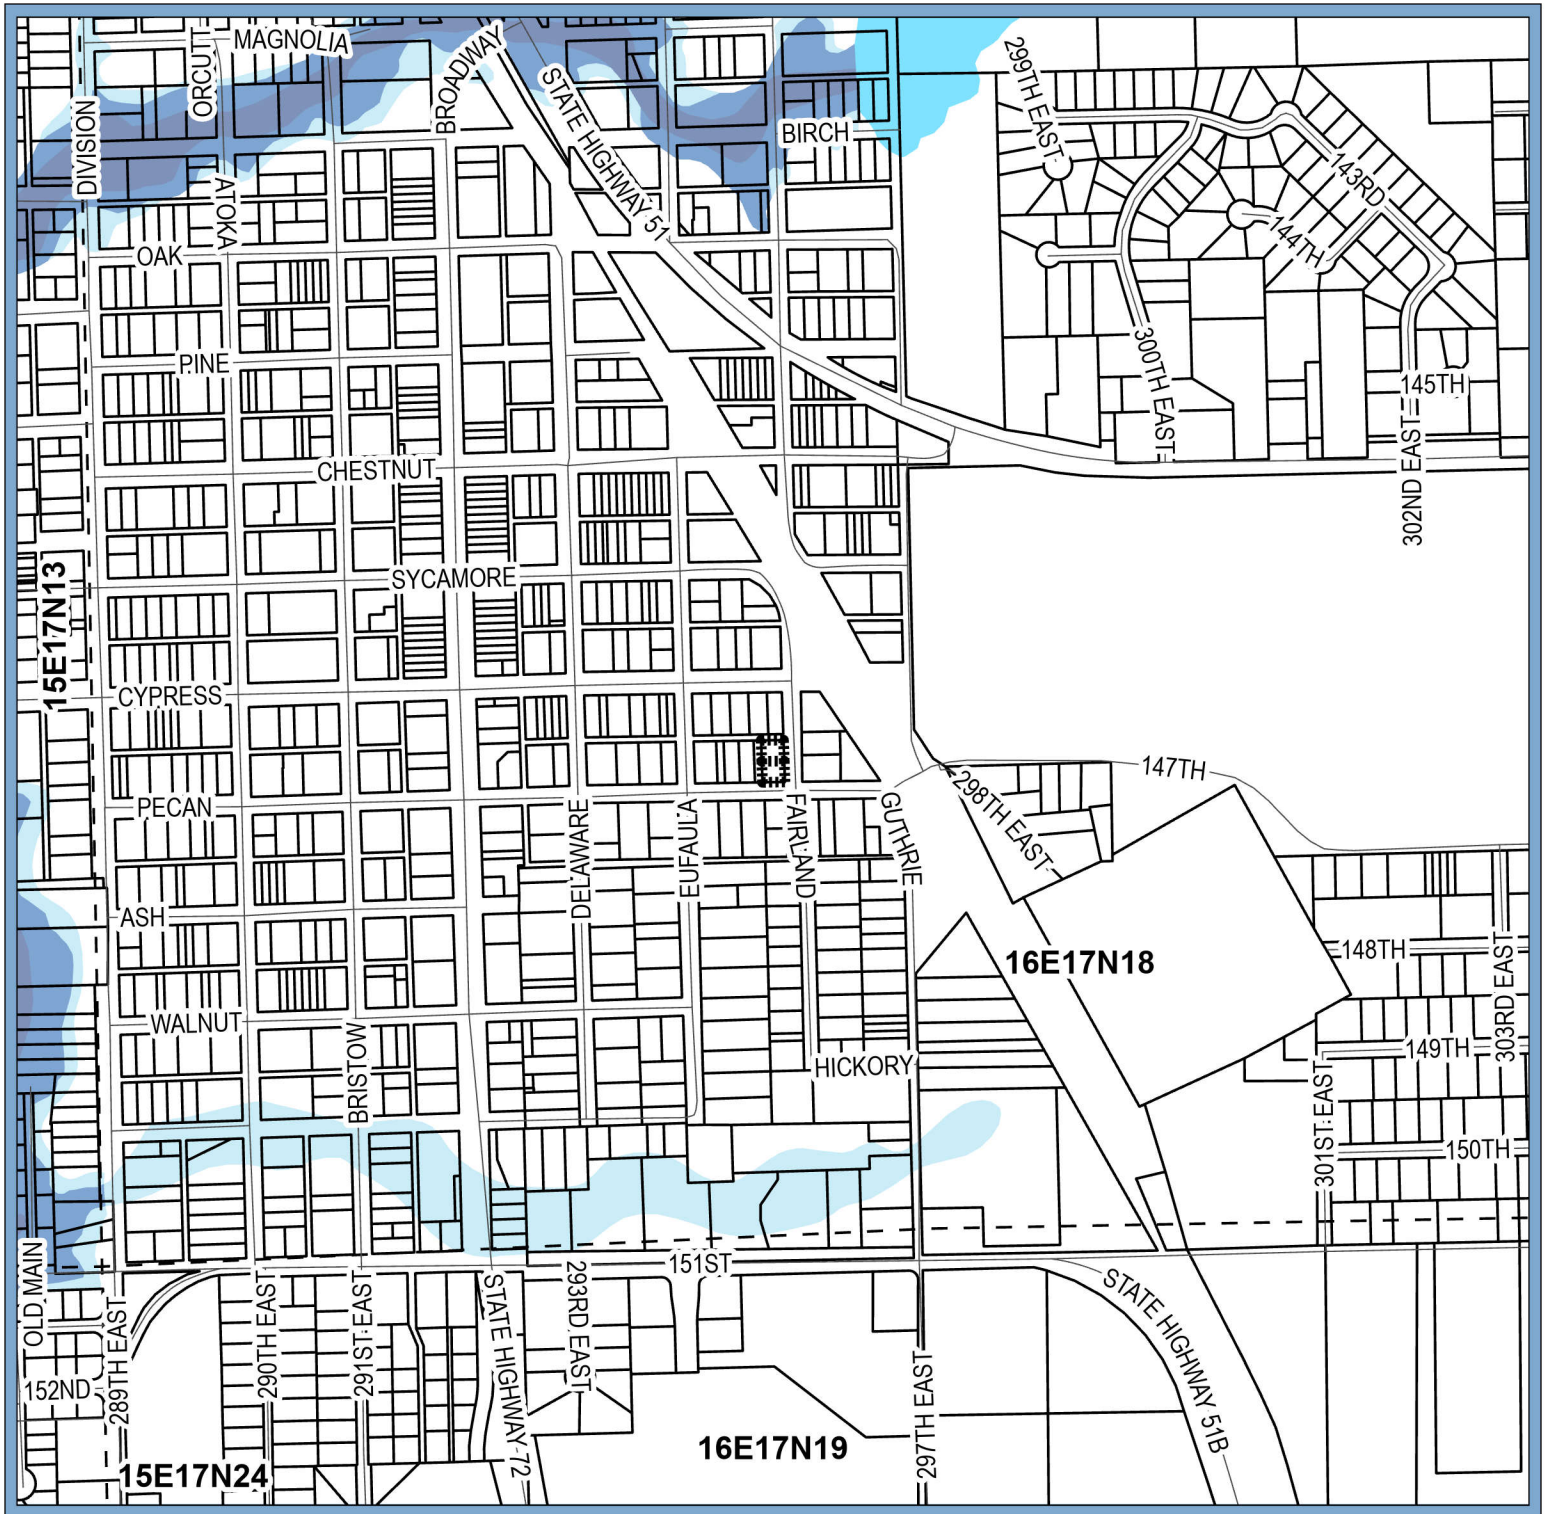 MAGNOLIA
ORCUTT
BROADWAY
STATE HIGHWAY 51
299TH EAST
DIVISION
BIRCH
143RD
ATOKA
OAK
144TH
PINE
300TH EAST
145TH
CHESTNUT
302ND EAST
SYCAMORE
15E17N13
CYPRESS
147TH
298TH EAST
PECAN
DELAWARE
EUFAULA
FAIRLAND
GUTHRIE
ASH
148TH
16E17N18
303RD EAST
WALNUT
BRISTOW
HICKORY
149TH
301ST EAST
150TH
OLD MAIN
151ST
289TH EAST
290TH EAST
291ST EAST
STATE HIGHWAY 72
293RD EAST
297TH EAST
STATE HIGHWAY 51B
152ND
16E17N19
15E17N24